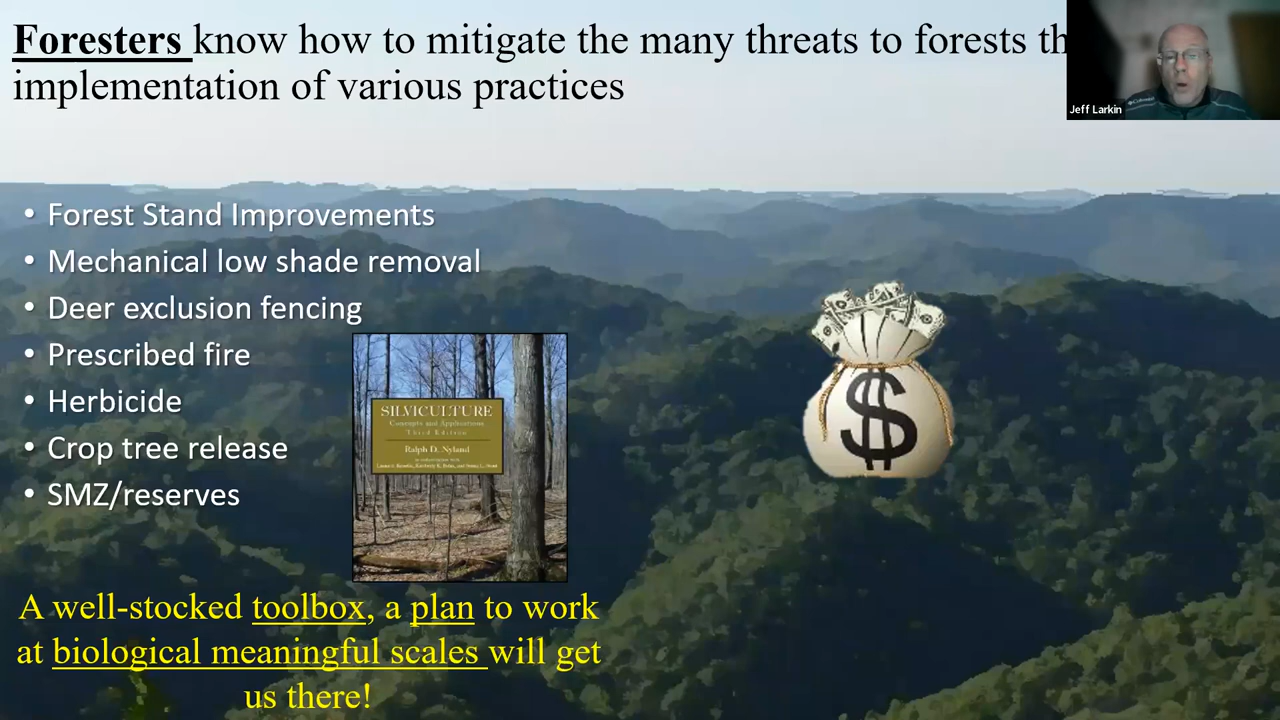 Foresters know how to mitigate the many threats to forests th
implementation of various practices
Jeff Larkin
• Forest Stand Improvements
• Mechanical low shade removal
• Deer exclusion fencing
• Prescribed fire
• Herbicide
• Crop tree release
• SMZ/reserves
SILVICULTURE
Concepts and Applications
Third Edition
Ralph D. Nyland
$
A well-stocked toolbox, a plan to work
at biological meaningful scales will get
us there!